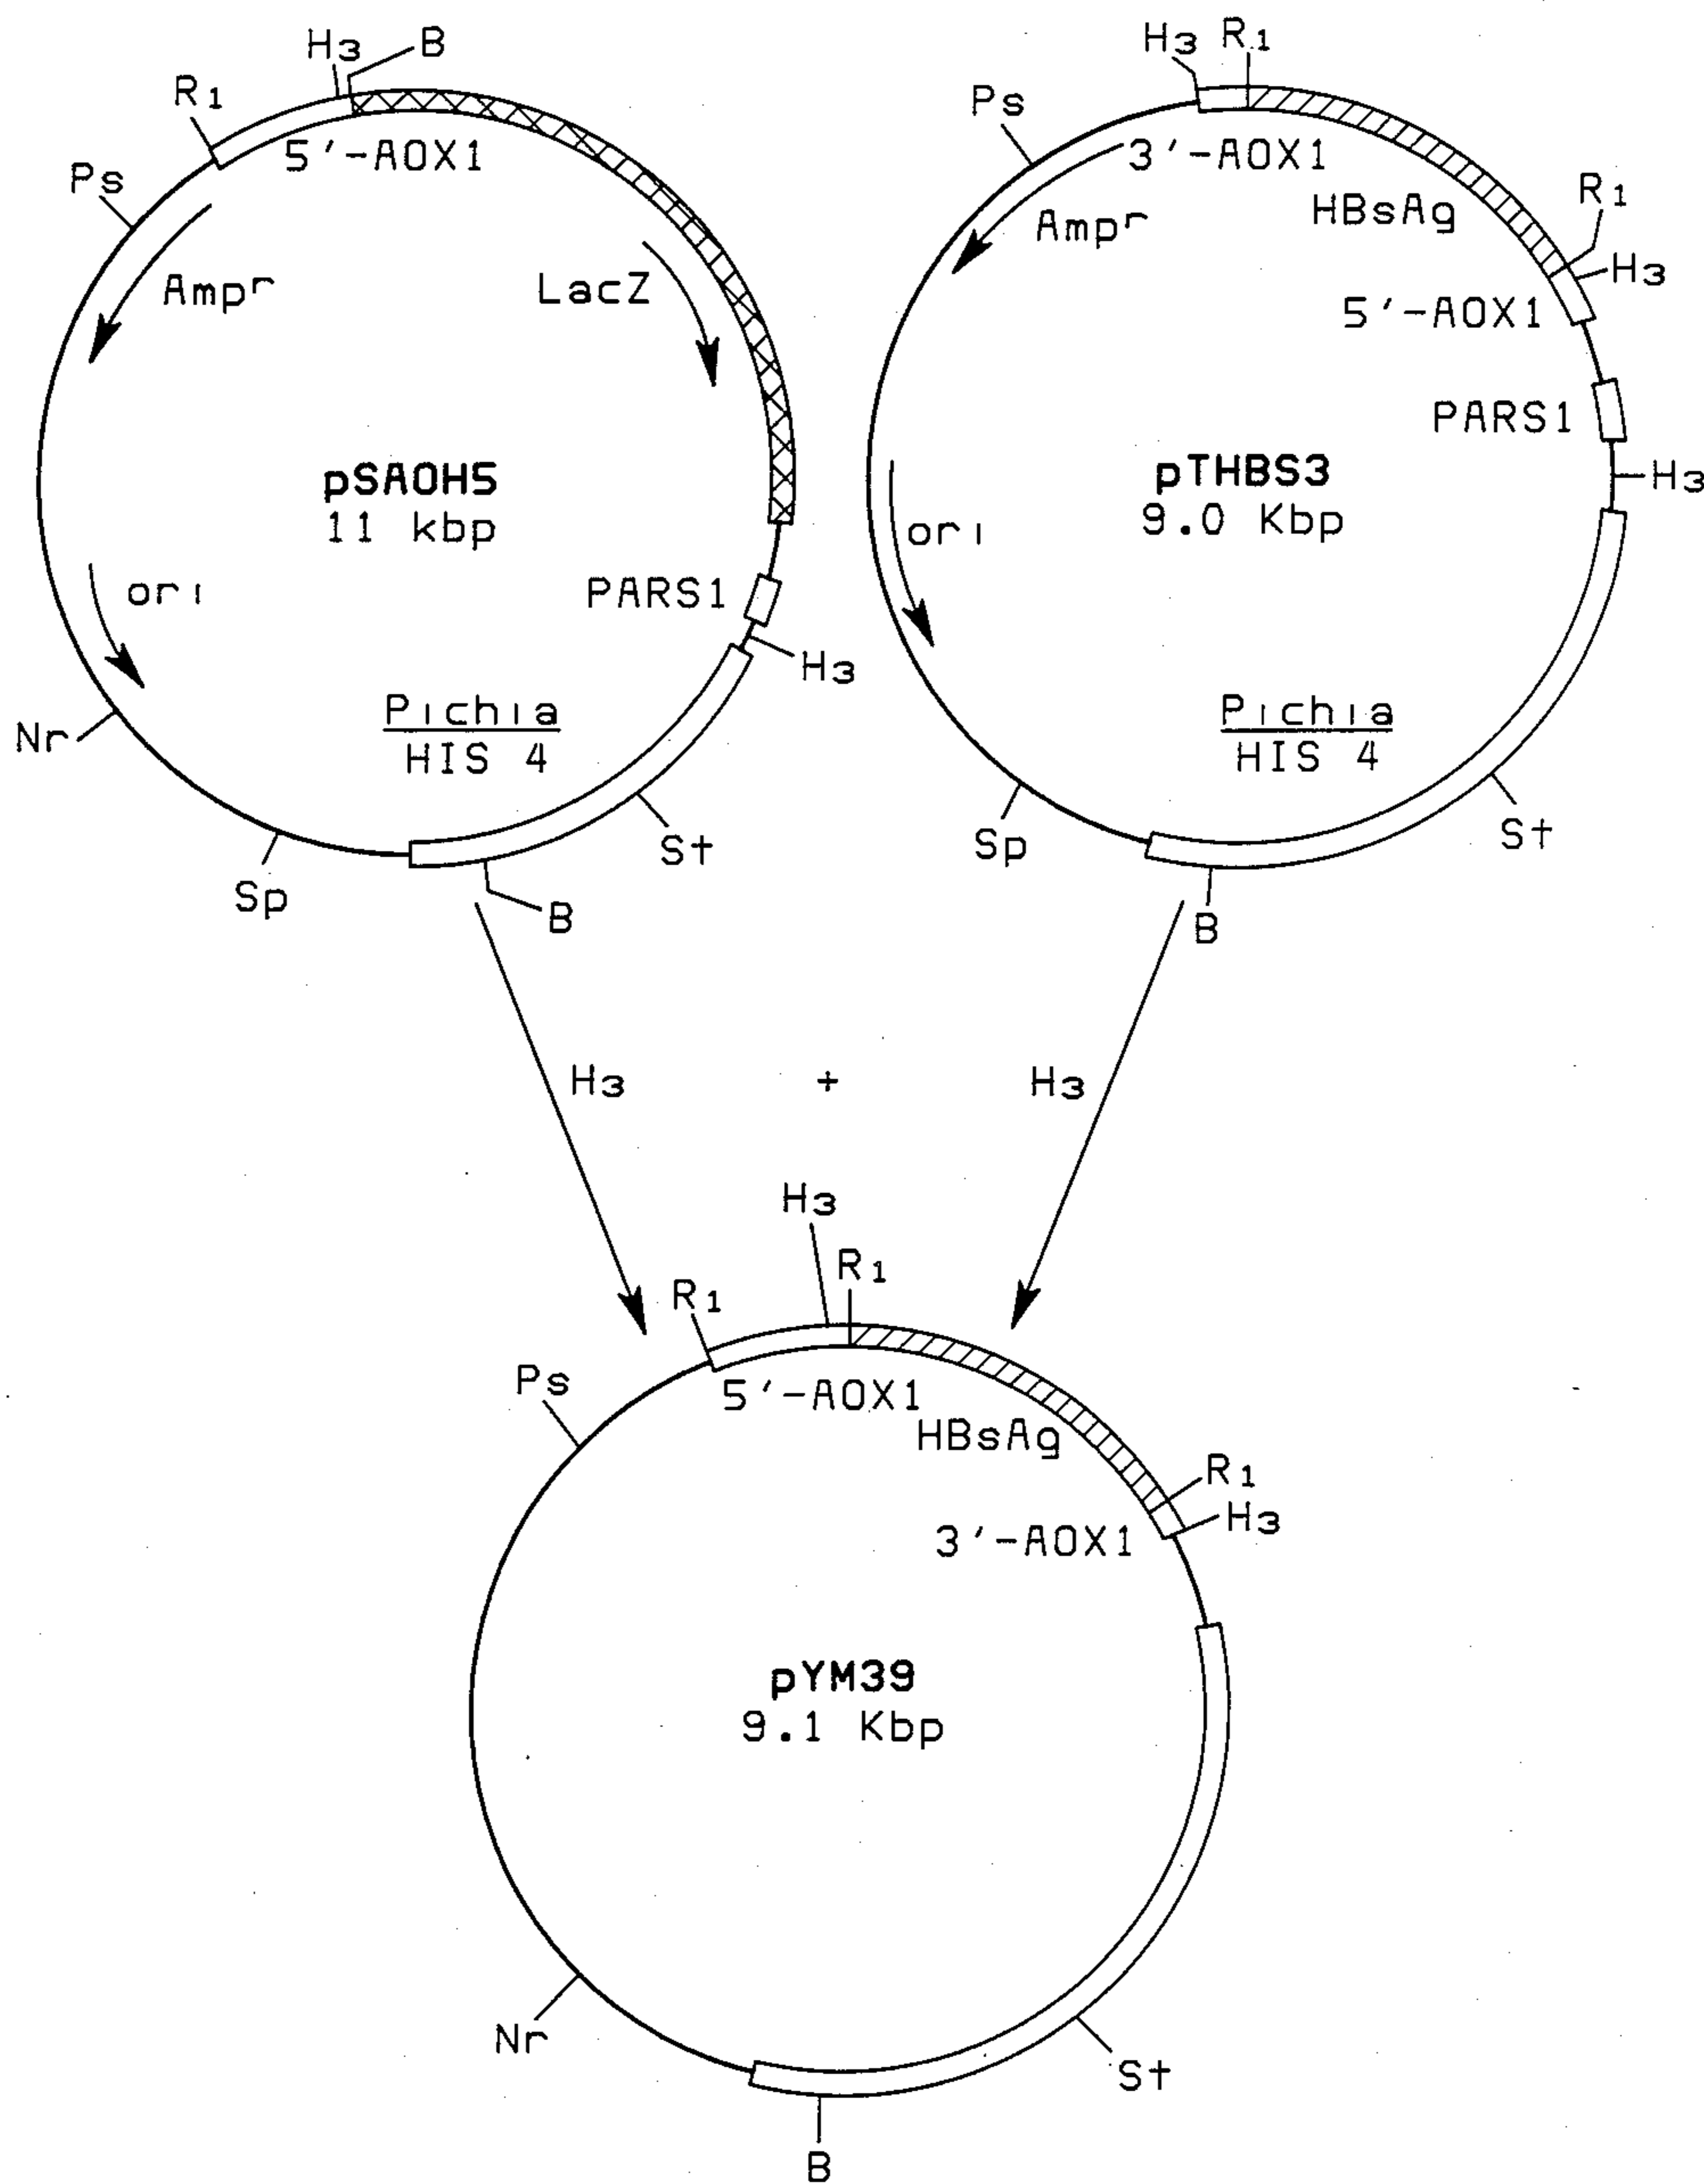 H3
B
R1
5'-AOX1
Ps
Ampr
LacZ
pSAOH5
11 kbp
ori
PARS1
H3
Nr
Pichia
HIS 4
St
Sp
B
H3
R1
Ps
3'-AOX1
Ampr
HBsAg
R1
H3
5'-AOX1
PARS1
pTHBS3
9.0 Kbp
H3
ori
Pichia
HIS 4
Sp
St
B
H3
+
H3
H3
R1
R1
Ps
5'-AOX1
HBsAg
R1
H3
3'-AOX1
pYM39
9.1 Kbp
Nr
St
B